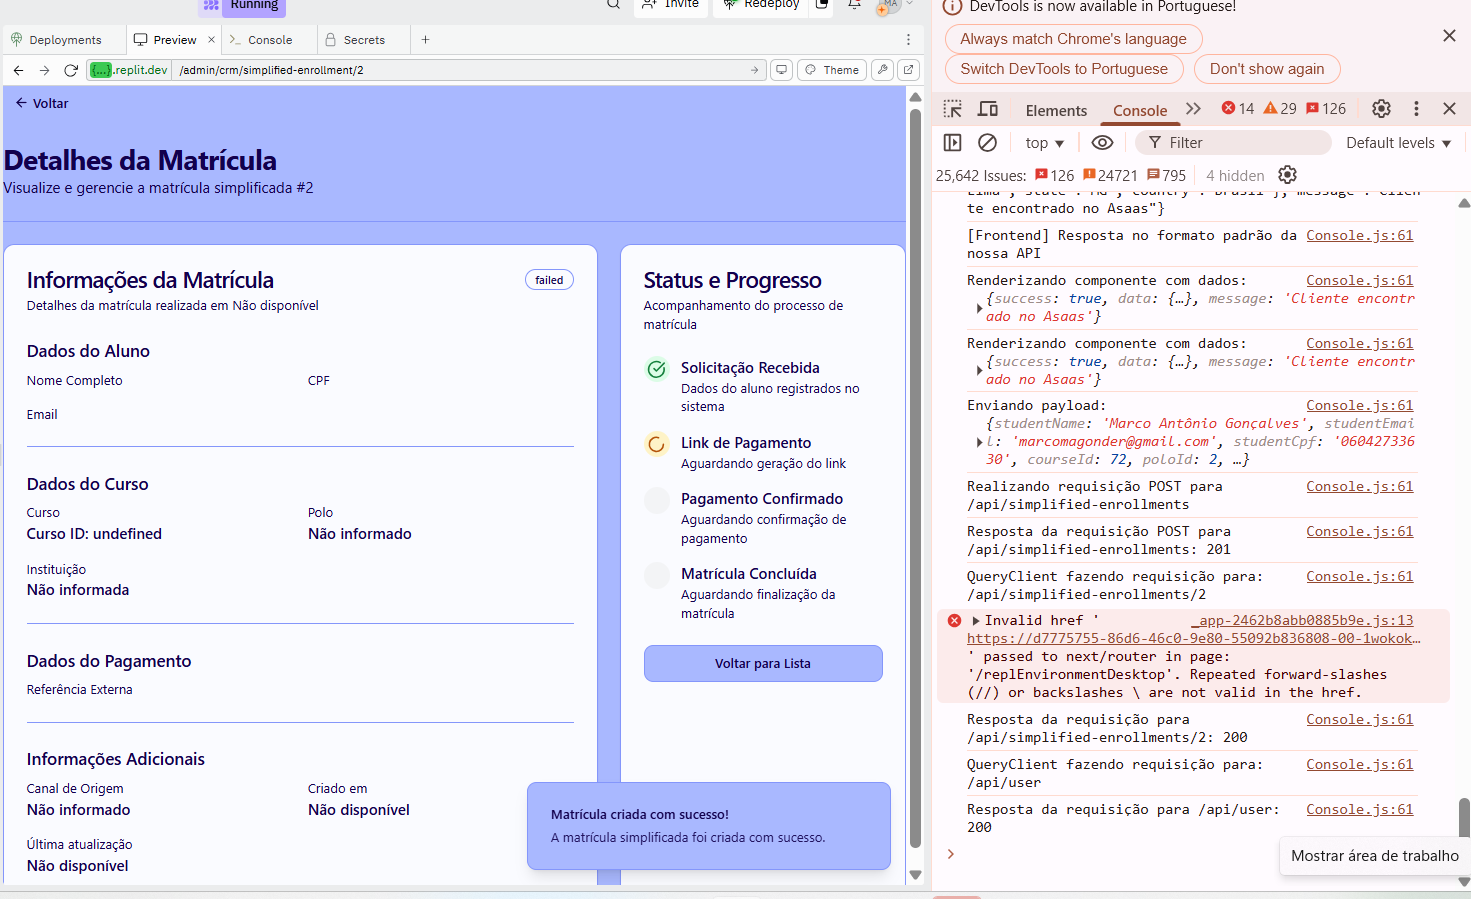 Running
Invite
Redeploy
MA
Deployments
Preview
Console
Secrets
{...}.replit.dev
/admin/crm/simplified-enrollment/2
Theme
Voltar
Detalhes da Matrícula
Visualize e gerencie a matrícula simplificada #2
Informações da Matrícula
failed
Detalhes da matrícula realizada em Não disponível
Dados do Aluno
Nome Completo
CPF
Email
Dados do Curso
Curso
Polo
Curso ID: undefined
Não informado
Instituição
Não informada
Dados do Pagamento
Referência Externa
Informações Adicionais
Canal de Origem
Criado em
Não informado
Não disponível
Última atualização
Não disponível
Status e Progresso
Acompanhamento do processo de
matrícula
Solicitação Recebida
Dados do aluno registrados no
sistema
Link de Pagamento
Aguardando geração do link
Pagamento Confirmado
Aguardando confirmação de
pagamento
Matrícula Concluída
Aguardando finalização da
matrícula
Voltar para Lista
Matrícula criada com sucesso!
A matrícula simplificada foi criada com sucesso.
DevTools is now available in Portuguese!
Always match Chrome's language
Switch DevTools to Portuguese
Don't show again
Elements
Console
14
29
126
top
Filter
Default levels
25,642 Issues:
126
24721
795
4 hidden
Lima","state":"MG","country":"Brasil"},"message":"Clien
te encontrado no Asaas"}
[Frontend] Resposta no formato padrão da Console.js:61
nossa API
Renderizando componente com dados: Console.js:61
{success: true, data: {…}, message: 'Cliente encontr
ado no Asaas'}
Renderizando componente com dados: Console.js:61
{success: true, data: {…}, message: 'Cliente encontr
ado no Asaas'}
Enviando payload: Console.js:61
{studentName: 'Marco Antônio Gonçalves', studentEmai
l: 'marcomagonder@gmail.com', studentCpf: '060427336
30', courseId: 72, poloId: 2, …}
Realizando requisição POST para Console.js:61
/api/simplified-enrollments
Resposta da requisição POST para Console.js:61
/api/simplified-enrollments: 201
QueryClient fazendo requisição para: Console.js:61
/api/simplified-enrollments/2
Invalid href ' _app-2462b8abb0885b9e.js:13
https://d7775755-86d6-46c0-9e80-55092b836808-00-1wokok…
' passed to next/router in page:
'/replEnvironmentDesktop'. Repeated forward-slashes
(//) or backslashes \ are not valid in the href.
Resposta da requisição para Console.js:61
/api/simplified-enrollments/2: 200
QueryClient fazendo requisição para: Console.js:61
/api/user
Resposta da requisição para /api/user: Console.js:61
200
Mostrar área de trabalho